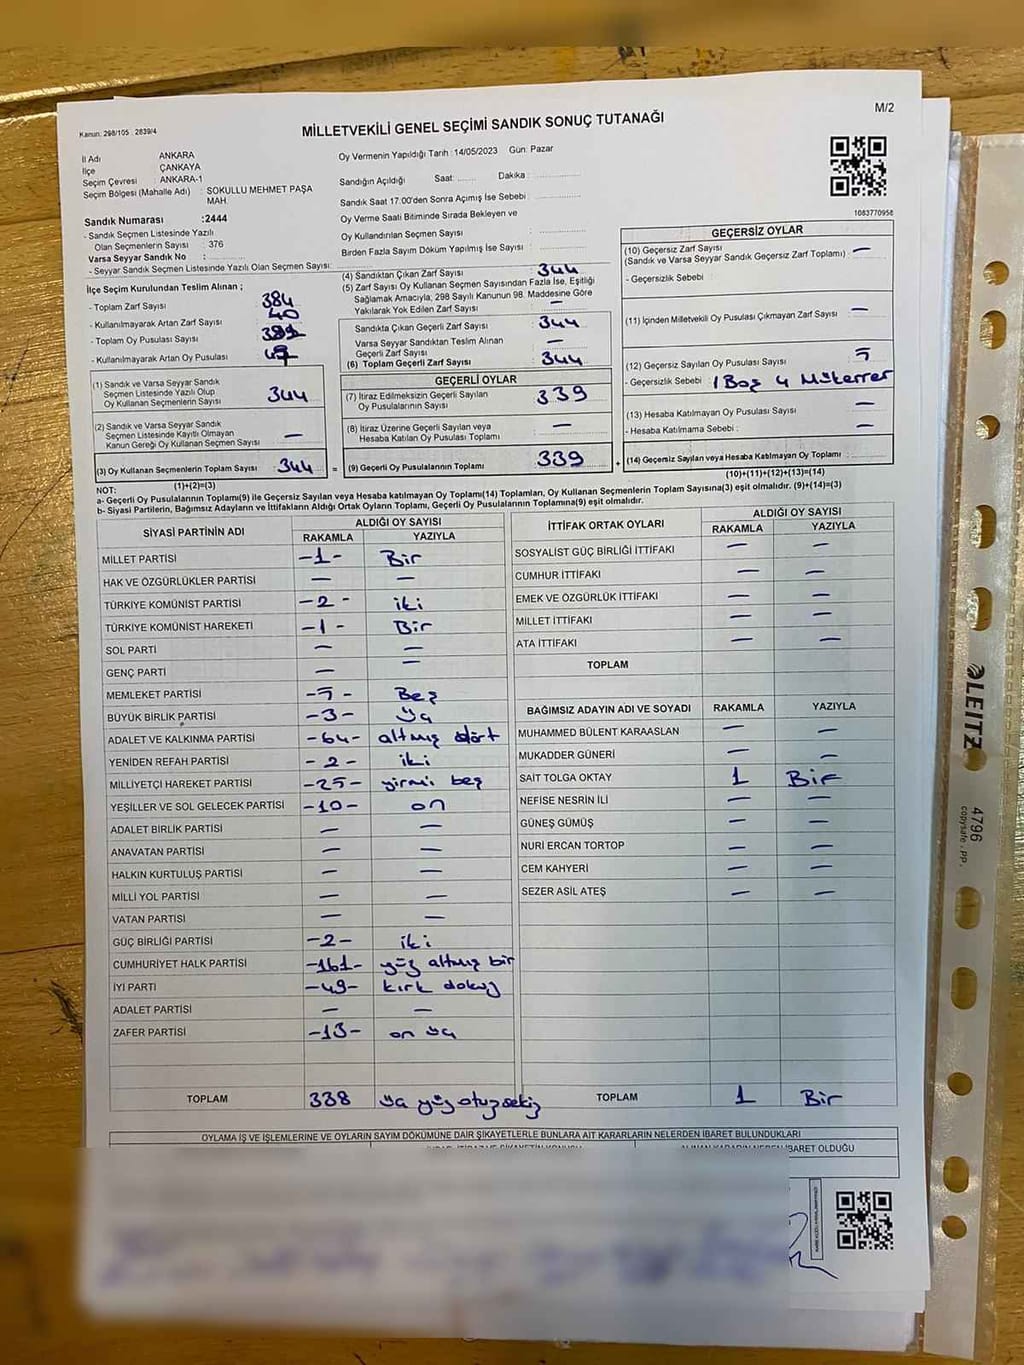 M/2
Kanun: 298/105 : 2839/4
MİLLETVEKİLİ GENEL SEÇİMİ SANDIK SONUÇ TUTANAĞI
İl Adı ANKARA
İlçe ÇANKAYA
Seçim Çevresi ANKARA-1
Seçim Bölgesi (Mahalle Adı) : SOKULLU MEHMET PAŞA
MAH.
Sandık Numarası :2444
- Sandık Seçmen Listesinde Yazılı
Olan Seçmenlerin Sayısı : 376
Varsa Seyyar Sandık No :
- Seyyar Sandık Seçmen Listesinde Yazılı Olan Seçmen Sayısı:
Oy Vermenin Yapıldığı Tarih : 14/05/2023 Gün: Pazar
Sandığın Açıldığı Saat: Dakika :
Sandık Saat 17.00'den Sonra Açımış İse Sebebi :
Oy Verme Saati Bitiminde Sırada Bekleyen ve
Oy Kullandırılan Seçmen Sayısı :
Birden Fazla Sayım Döküm Yapılmış İse Sayısı :
1083770958
İlçe Seçim Kurulundan Teslim Alınan ;
- Toplam Zarf Sayısı 384
- Kullanılmayarak Artan Zarf Sayısı 40
- Toplam Oy Pusulası Sayısı
- Kullanılmayarak Artan Oy Pusulası
(1) Sandık ve Varsa Seyyar Sandık
Seçmen Listesinde Yazılı Olup
Oy Kullanan Seçmenlerin Sayısı 344
(2) Sandık ve Varsa Seyyar Sandık
Seçmen Listesinde Kayıtlı Olmayan
Kanun Gereği Oy Kullanan Seçmen Sayısı —
(3) Oy Kullanan Seçmenlerin Toplam Sayısı 344
(1)+(2)=(3)
(4) Sandıktan Çıkan Zarf Sayısı 344
(5) Zarf Sayısı Oy Kullanan Seçmen Sayısından Fazla İse, Eşitliği
Sağlamak Amacıyla, 298 Sayılı Kanunun 98. Maddesine Göre
Yakılarak Yok Edilen Zarf Sayısı —
Sandıkta Çıkan Geçerli Zarf Sayısı 344
Varsa Seyyar Sandıktan Teslim Alınan
Geçerli Zarf Sayısı —
(6) Toplam Geçerli Zarf Sayısı 344
GEÇERLİ OYLAR
(7) İtiraz Edilmeksizin Geçerli Sayılan
Oy Pusulalarının Sayısı 339
(8) İtiraz Üzerine Geçerli Sayılan veya
Hesaba Katılan Oy Pusulası Toplamı —
= (9) Geçerli Oy Pusulalarının Toplamı 339
GEÇERSİZ OYLAR
(10) Geçersiz Zarf Sayısı
(Sandık ve Varsa Seyyar Sandık Geçersiz Zarf Toplamı) : —
- Geçersizlik Sebebi :
(11) İçinden Milletvekili Oy Pusulası Çıkmayan Zarf Sayısı —
(12) Geçersiz Sayılan Oy Pusulası Sayısı 5
- Geçersizlik Sebebi : 1 Boş 4 Mükerrer
(13) Hesaba Katılmayan Oy Pusulası Sayısı —
- Hesaba Katılmama Sebebi : —
+ (14) Geçersiz Sayılan veya Hesaba Katılmayan Oy Toplamı :
(10)+(11)+(12)+(13)=(14)
NOT:
a- Geçerli Oy Pusulalarının Toplamı(9) ile Geçersiz Sayılan veya Hesaba katılmayan Oy Toplamı(14) Toplamları, Oy Kullanan Seçmenlerin Toplam Sayısına(3) eşit olmalıdır. (9)+(14)=(3)
b- Siyasi Partilerin, Bağımsız Adayların ve İttifakların Aldığı Ortak Oyların Toplamı, Geçerli Oy Pusulalarının Toplamına(9) eşit olmalıdır.
SİYASİ PARTİNİN ADI ALDIĞI OY SAYISI
RAKAMLA YAZIYLA
MİLLET PARTİSİ -1- Bir
HAK VE ÖZGÜRLÜKLER PARTİSİ — —
TÜRKİYE KOMÜNİST PARTİSİ -2- iki
TÜRKİYE KOMÜNİST HAREKETİ -1- Bir
SOL PARTİ — —
GENÇ PARTİ — —
MEMLEKET PARTİSİ -5- Beş
BÜYÜK BİRLİK PARTİSİ -3- üç
ADALET VE KALKINMA PARTİSİ -64- altmış dört
YENİDEN REFAH PARTİSİ -2- iki
MİLLİYETÇİ HAREKET PARTİSİ -25- yirmi beş
YEŞİLLER VE SOL GELECEK PARTİSİ -10- on
ADALET BİRLİK PARTİSİ — —
ANAVATAN PARTİSİ — —
HALKIN KURTULUŞ PARTİSİ — —
MİLLİ YOL PARTİSİ — —
VATAN PARTİSİ — —
GÜÇ BİRLİĞİ PARTİSİ -2- iki
CUMHURİYET HALK PARTİSİ -161- yüz altmış bir
İYİ PARTİ -49- kırk dokuz
ADALET PARTİSİ — —
ZAFER PARTİSİ -13- on üç
TOPLAM 338 üç yüz otuz sekiz
İTTİFAK ORTAK OYLARI ALDIĞI OY SAYISI
RAKAMLA YAZIYLA
SOSYALİST GÜÇ BİRLİĞİ İTTİFAKI — —
CUMHUR İTTİFAKI — —
EMEK VE ÖZGÜRLÜK İTTİFAKI — —
MİLLET İTTİFAKI — —
ATA İTTİFAKI — —
TOPLAM
BAĞIMSIZ ADAYIN ADI VE SOYADI RAKAMLA YAZIYLA
MUHAMMED BÜLENT KARAASLAN — —
MUKADDER GÜNERİ — —
SAİT TOLGA OKTAY 1 Bir
NEFİSE NESRİN İLİ — —
GÜNEŞ GÜMÜŞ — —
NURİ ERCAN TORTOP — —
CEM KAHYERİ — —
SEZER ASİL ATEŞ — —
TOPLAM 1 Bir
OYLAMA İŞ VE İŞLEMLERİNE VE OYLARIN SAYIM DÖKÜMÜNE DAİR ŞİKAYETLERLE BUNLARA AİT KARARLARIN NELERDEN İBARET BULUNDUKLARI
İBARET OLDUĞU
LEITZ
4796
copysafe . PP.